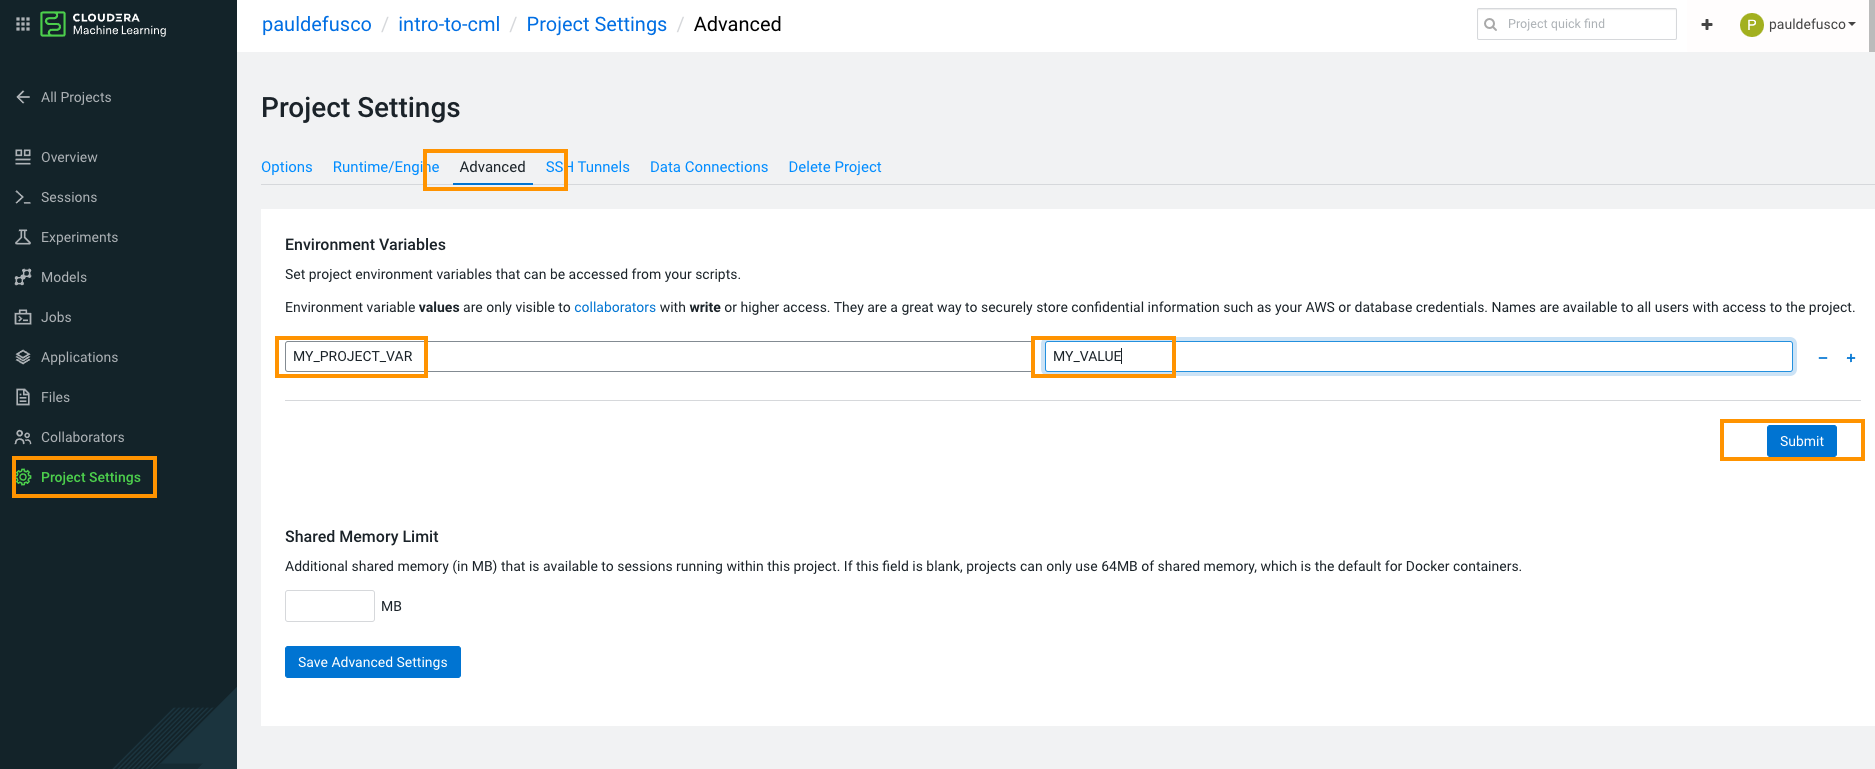 CLOUDERA
Machine Learning
pauldefusco / intro-to-cml / Project Settings / Advanced
Project quick find
+
P pauldefusco
All Projects
Overview
Sessions
Experiments
Models
Jobs
Applications
Files
Collaborators
Project Settings
Project Settings
Options Runtime/Engine Advanced SSH Tunnels Data Connections Delete Project
Environment Variables
Set project environment variables that can be accessed from your scripts.
Environment variable values are only visible to collaborators with write or higher access. They are a great way to securely store confidential information such as your AWS or database credentials. Names are available to all users with access to the project.
MY_PROJECT_VAR MY_VALUE − +
Submit
Shared Memory Limit
Additional shared memory (in MB) that is available to sessions running within this project. If this field is blank, projects can only use 64MB of shared memory, which is the default for Docker containers.
MB
Save Advanced Settings